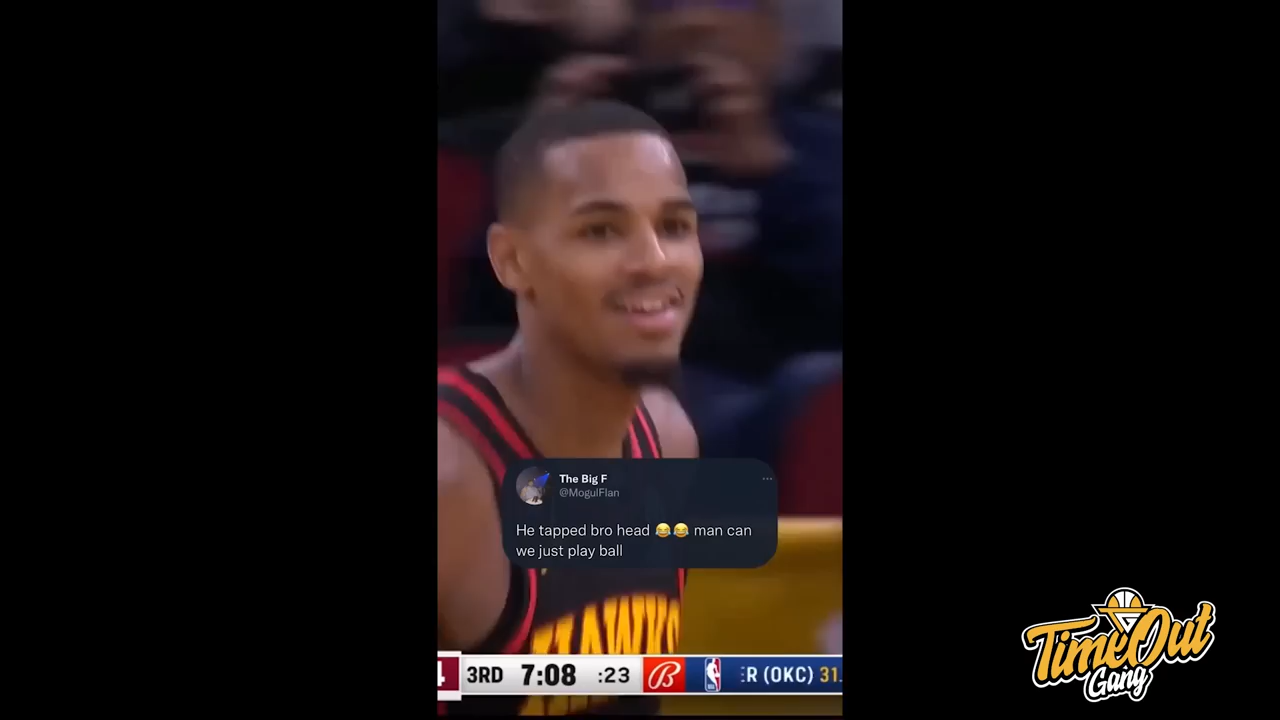 The Big F
@MogulFlan
He tapped bro head 😂😂 man can
we just play ball
HAWKS
3RD 7:08 :23 B R (OKC) 31.
TimeOut
Gang